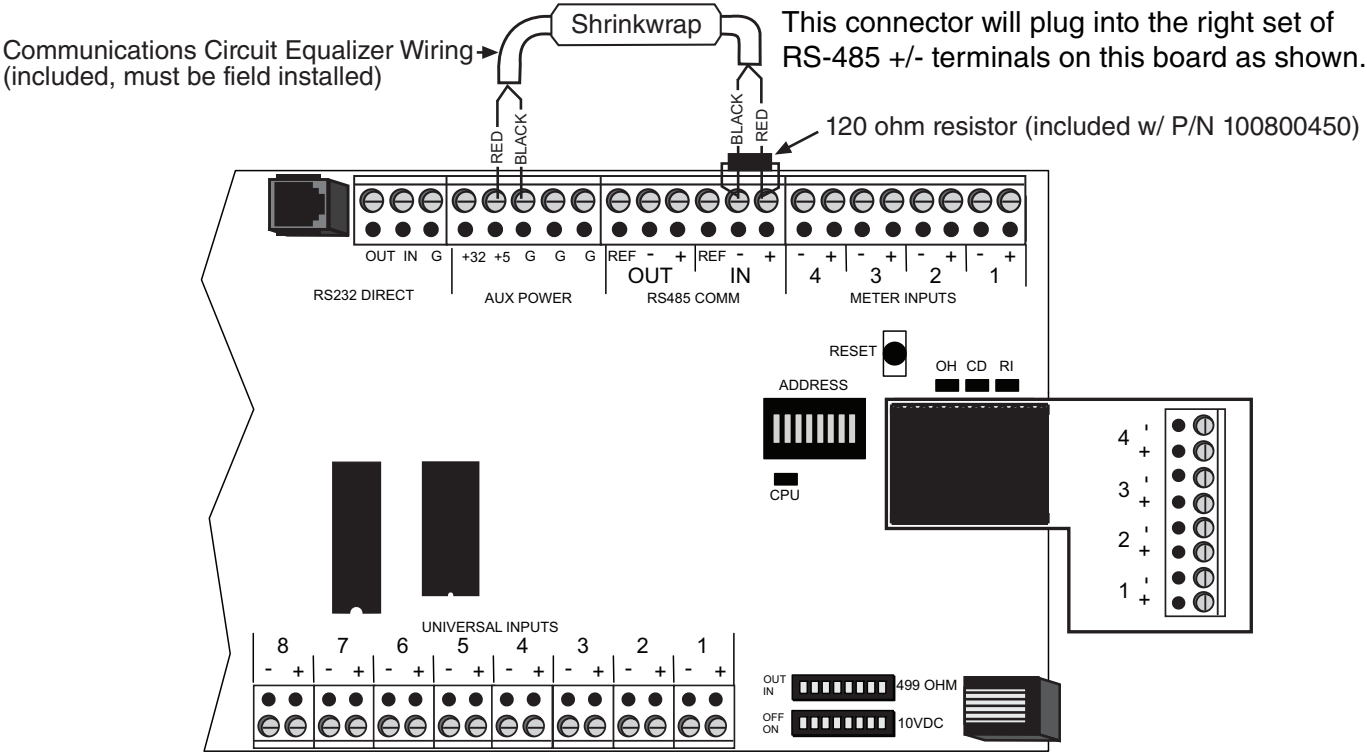 Shrinkwrap
This connector will plug into the right set of
RS-485 +/- terminals on this board as shown.
Communications Circuit Equalizer Wiring
(included, must be field installed)
RED
BLACK
BLACK
RED
120 ohm resistor (included w/ P/N 100800450)
OUT IN G
+32 +5 G G G
REF - + REF - +
- + - + - + - +
OUT IN
4 3 2 1
RS232 DIRECT
AUX POWER
RS485 COMM
METER INPUTS
RESET
OH CD RI
ADDRESS
CPU
4 - +
3 - +
2 - +
1 - +
UNIVERSAL INPUTS
8 7 6 5 4 3 2 1
- + - + - + - + - + - + - + - +
OUT
IN
499 OHM
OFF
ON
10VDC